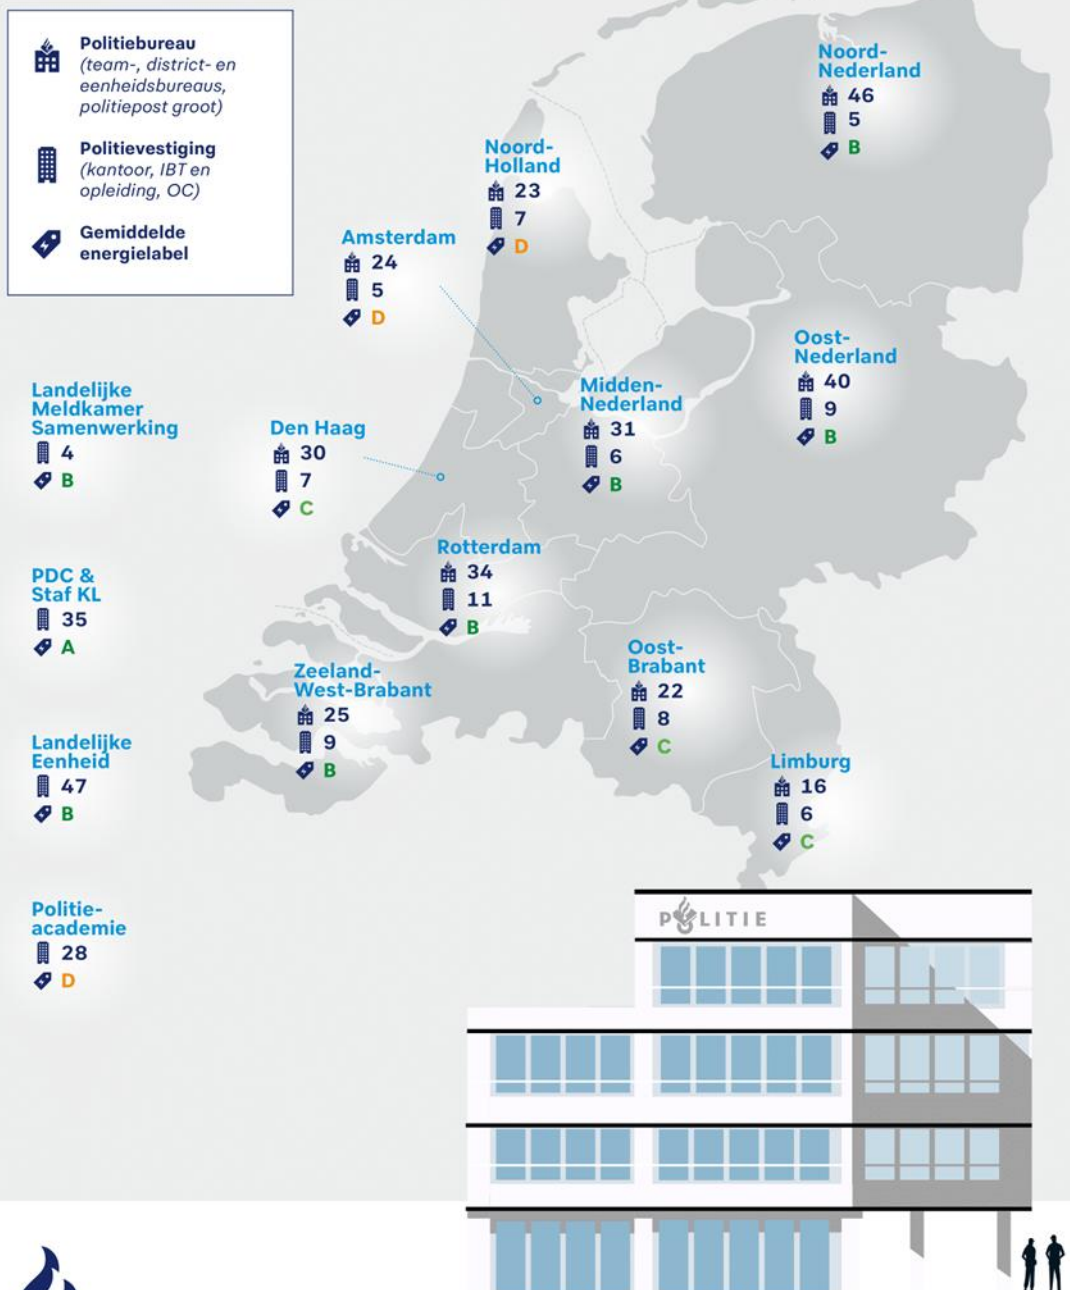 Politiebureau
(team-, district- en
eenheidsbureaus,
politiepost groot)
Politievestiging
(kantoor, IBT en
opleiding, OC)
Gemiddelde
energielabel
Noord-
Nederland
46
5
B
Noord-
Holland
23
7
D
Amsterdam
24
5
D
Oost-
Nederland
40
9
B
Midden-
Nederland
31
6
B
Landelijke
Meldkamer
Samenwerking
4
B
Den Haag
30
7
C
Rotterdam
34
11
B
PDC &
Staf KL
35
A
Oost-
Brabant
22
8
C
Zeeland-
West-Brabant
25
9
B
Landelijke
Eenheid
47
B
Limburg
16
6
C
Politie-
academie
28
D
POLITIE